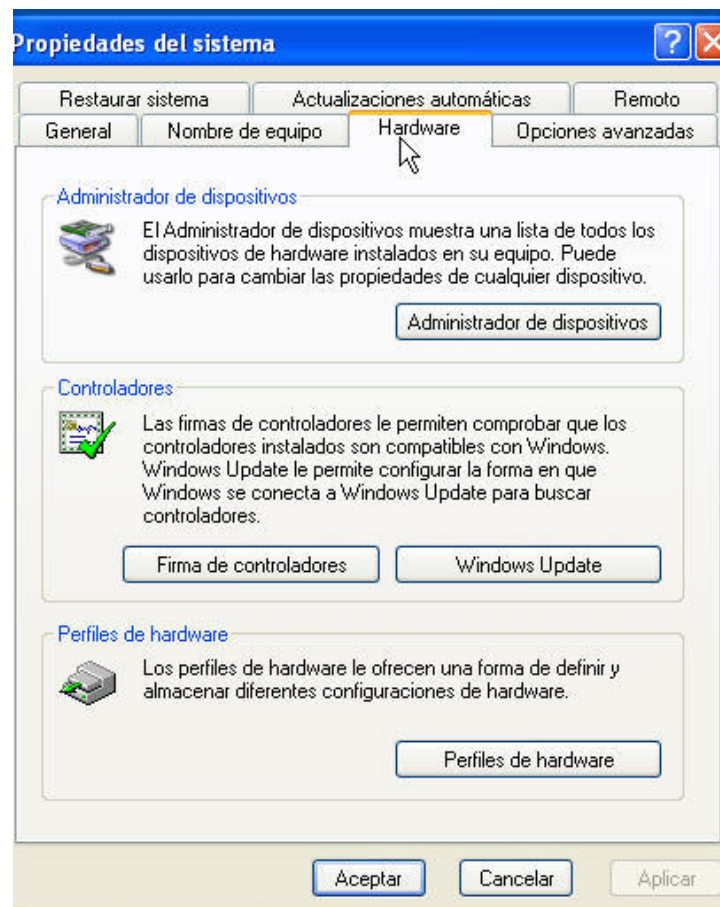 Propiedades del sistema
Restaurar sistema
Actualizaciones automáticas
Remoto
General
Nombre de equipo
Hardware
Opciones avanzadas
Administrador de dispositivos
El Administrador de dispositivos muestra una lista de todos los
dispositivos de hardware instalados en su equipo. Puede
usarlo para cambiar las propiedades de cualquier dispositivo.
Administrador de dispositivos
Controladores
Las firmas de controladores le permiten comprobar que los
controladores instalados son compatibles con Windows.
Windows Update le permite configurar la forma en que
Windows se conecta a Windows Update para buscar
controladores.
Firma de controladores
Windows Update
Perfiles de hardware
Los perfiles de hardware le ofrecen una forma de definir y
almacenar diferentes configuraciones de hardware.
Perfiles de hardware
Aceptar
Cancelar
Aplicar